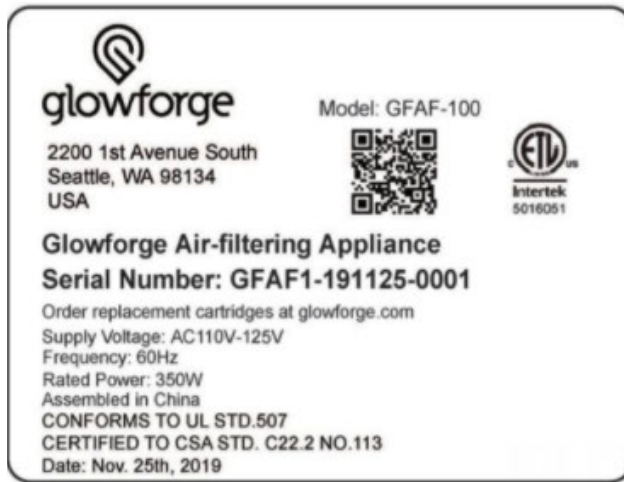 glowforge
Model: GFAF-100
2200 1st Avenue South
Seattle, WA 98134
USA
C ETL US
Intertek
5016051
Glowforge Air-filtering Appliance
Serial Number: GFAF1-191125-0001
Order replacement cartridges at glowforge.com
Supply Voltage: AC110V-125V
Frequency: 60Hz
Rated Power: 350W
Assembled in China
CONFORMS TO UL STD.507
CERTIFIED TO CSA STD. C22.2 NO.113
Date: Nov. 25th, 2019